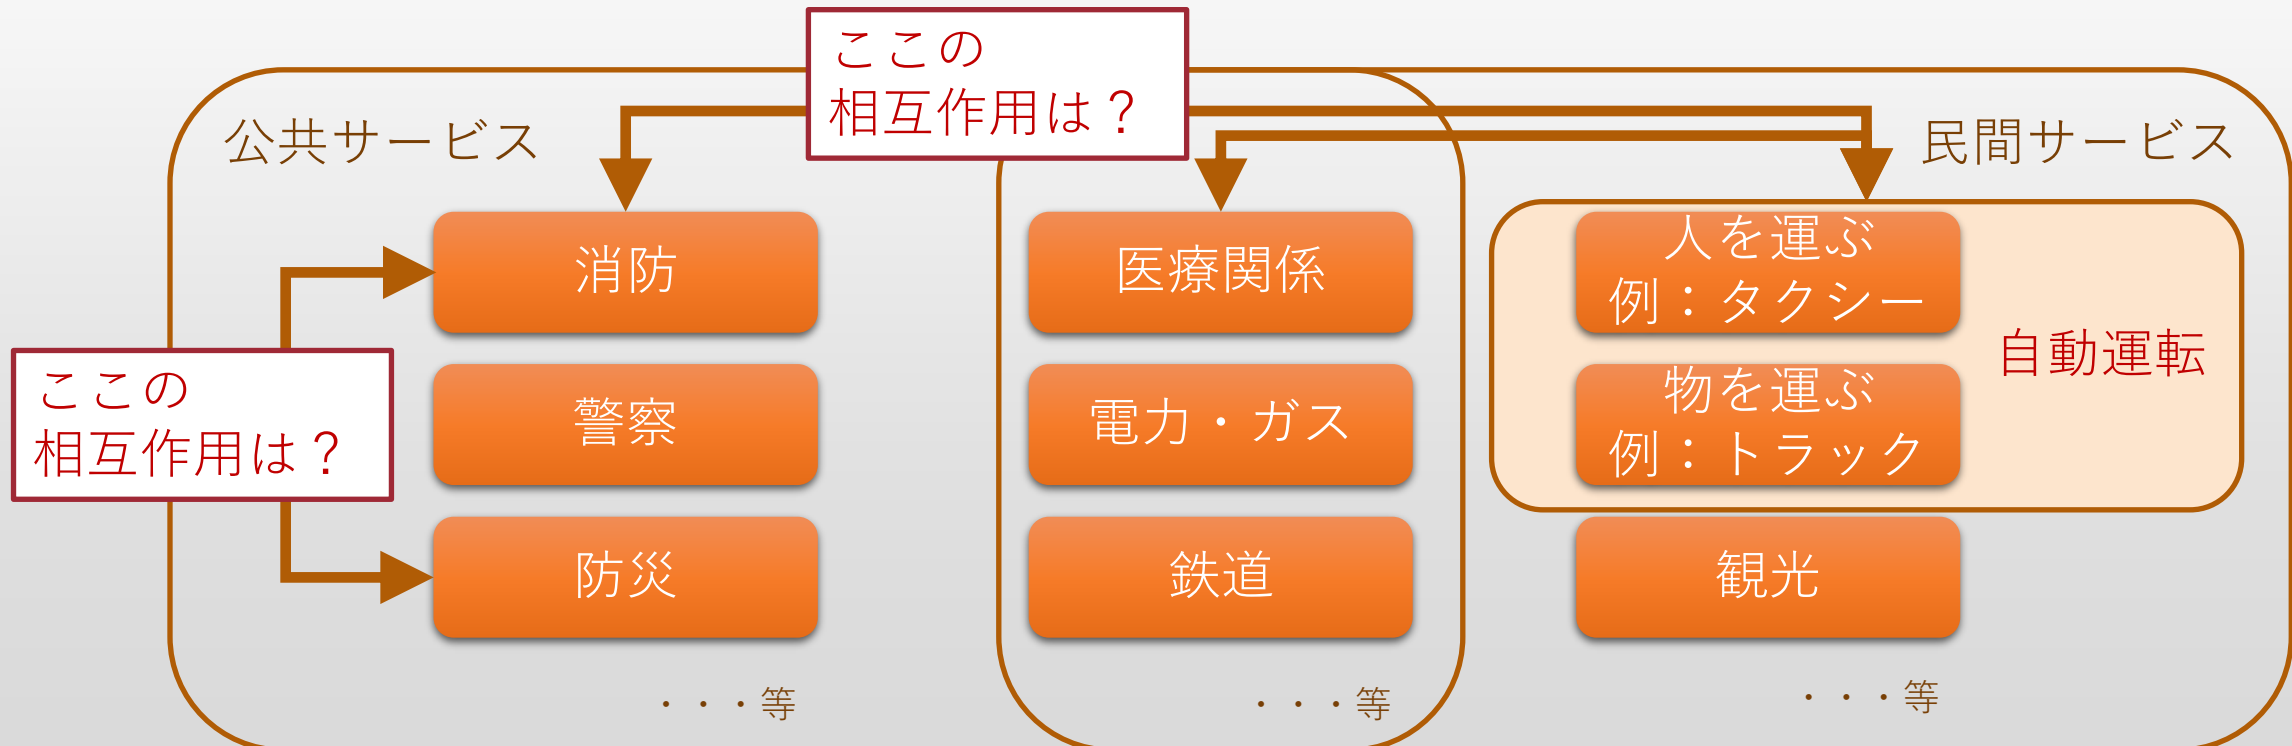 ここの
相互作用は？
公共サービス
民間サービス
消防
医療関係
人を運ぶ
例：タクシー
自動運転
ここの
相互作用は？
警察
電力・ガス
物を運ぶ
例：トラック
防災
鉄道
観光
・・・等
・・・等
・・・等